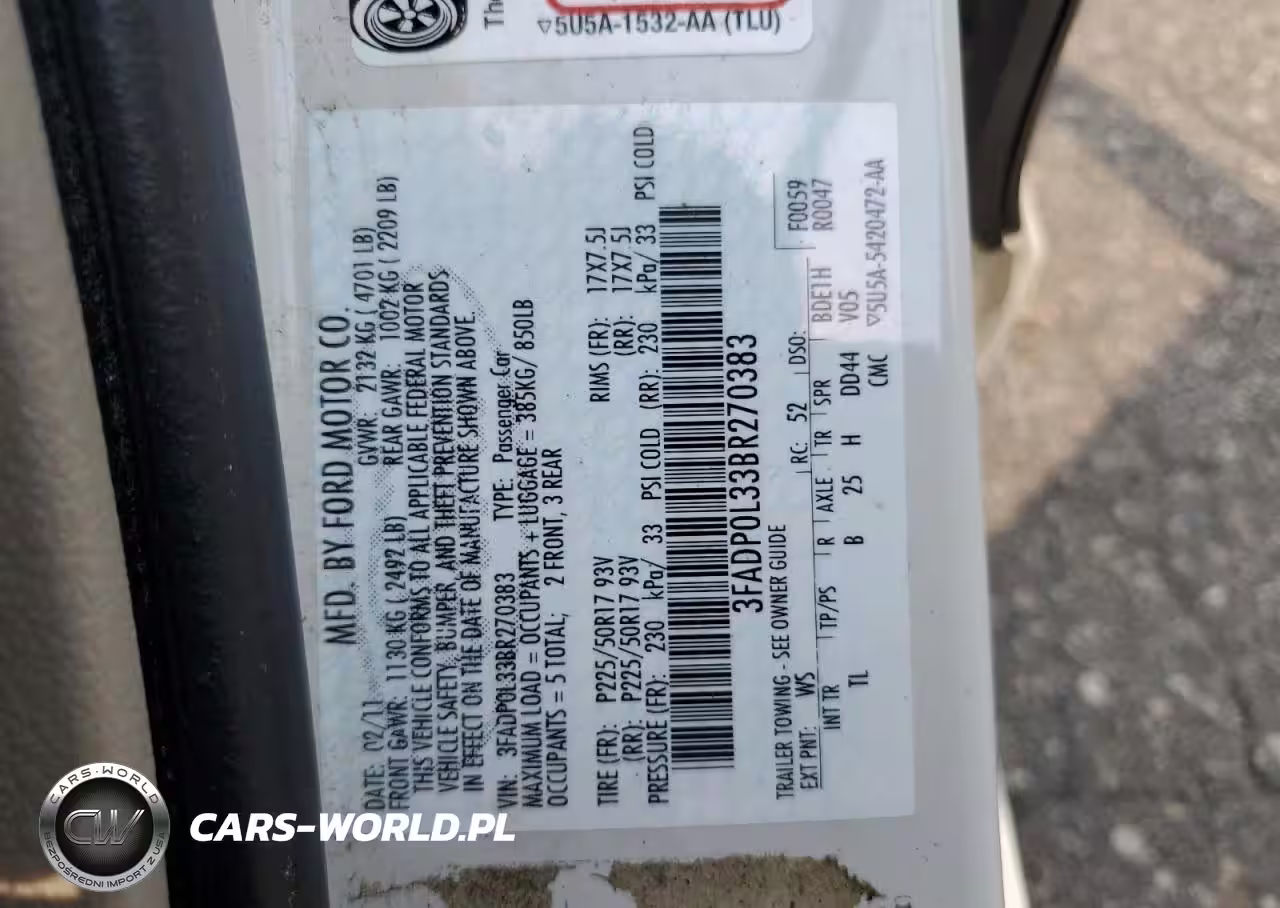 The
▽5U5A-1532-AA (TLU)
MFD. BY FORD MOTOR CO.
DATE: 02/11 GVWR: 2132 KG ( 4701 LB)
FRONT GAWR: 1130 KG ( 2492 LB) REAR GAWR: 1002 KG ( 2209 LB)
THIS VEHICLE CONFORMS TO ALL APPLICABLE FEDERAL MOTOR
VEHICLE SAFETY, BUMPER, AND THEFT PREVENTION STANDARDS
IN EFFECT ON THE DATE OF MANUFACTURE SHOWN ABOVE.
VIN: 3FADP0L33BR270383 TYPE: Passenger Car
MAXIMUM LOAD = OCCUPANTS + LUGGAGE = 385KG/ 850LB
OCCUPANTS = 5 TOTAL; 2 FRONT, 3 REAR
TIRE (FR): P225/50R17 93V RIMS (FR): 17X7.5J
(RR): P225/50R17 93V (RR): 17X7.5J
PRESSURE (FR): 230 kPa/ 33 PSI COLD (RR): 230 kPa/ 33 PSI COLD
3FADP0L33BR270383
TRAILER TOWING - SEE OWNER GUIDE
EXT PNT: WS RC: 52 DSO: F0059
INT TR TP/PS R AXLE TR SPR BDE1H R0047
TL B 25 H DD44 V05
CMC ▽5U5A-5420472-AA
CARS-WORLD
CW
BEZPOŚREDNI IMPORT Z USA
CARS-WORLD.PL